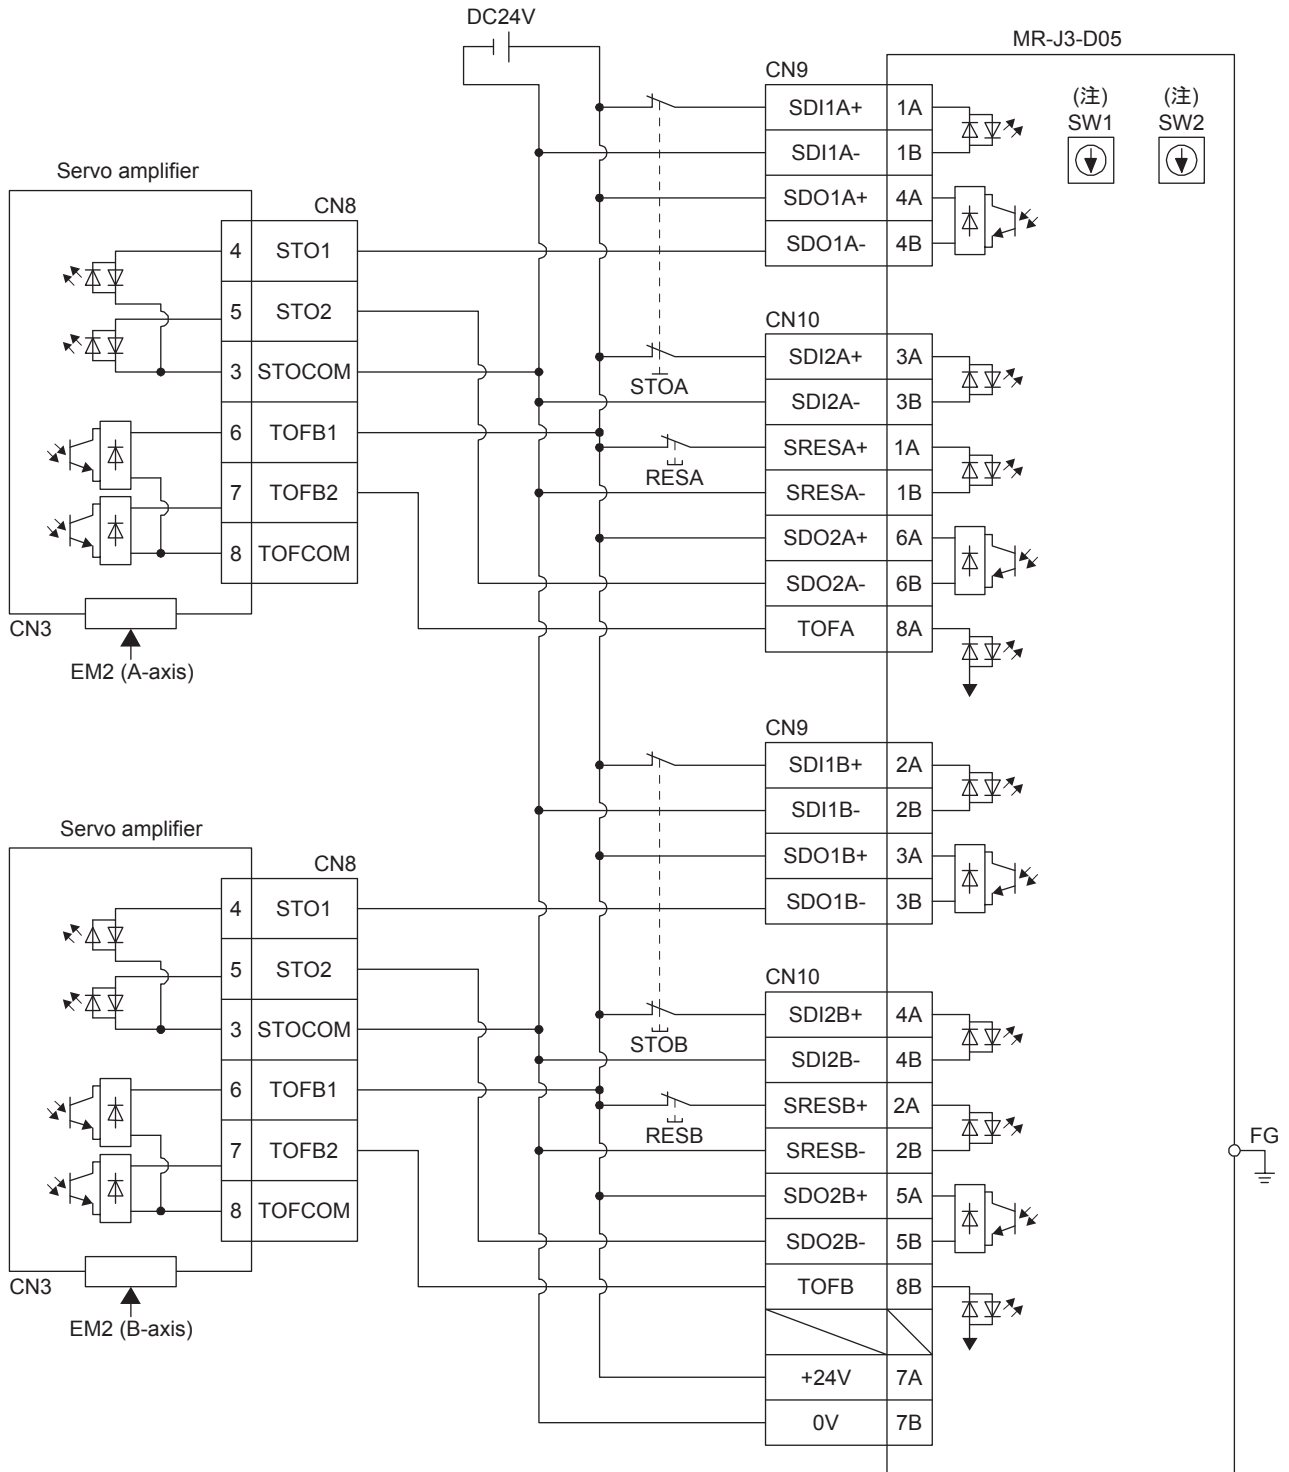 DC24V
MR-J3-D05
CN9
(注)
SW1
(注)
SW2
SDI1A+ 1A
SDI1A- 1B
SDO1A+ 4A
SDO1A- 4B
Servo amplifier
CN8
4 STO1
5 STO2
3 STOCOM
6 TOFB1
7 TOFB2
8 TOFCOM
CN3
EM2 (A-axis)
STOA
RESA
CN10
SDI2A+ 3A
SDI2A- 3B
SRESA+ 1A
SRESA- 1B
SDO2A+ 6A
SDO2A- 6B
TOFA 8A
CN9
SDI1B+ 2A
SDI1B- 2B
SDO1B+ 3A
SDO1B- 3B
Servo amplifier
CN8
4 STO1
5 STO2
3 STOCOM
6 TOFB1
7 TOFB2
8 TOFCOM
CN3
EM2 (B-axis)
STOB
RESB
CN10
SDI2B+ 4A
SDI2B- 4B
SRESB+ 2A
SRESB- 2B
SDO2B+ 5A
SDO2B- 5B
TOFB 8B
+24V 7A
0V 7B
FG